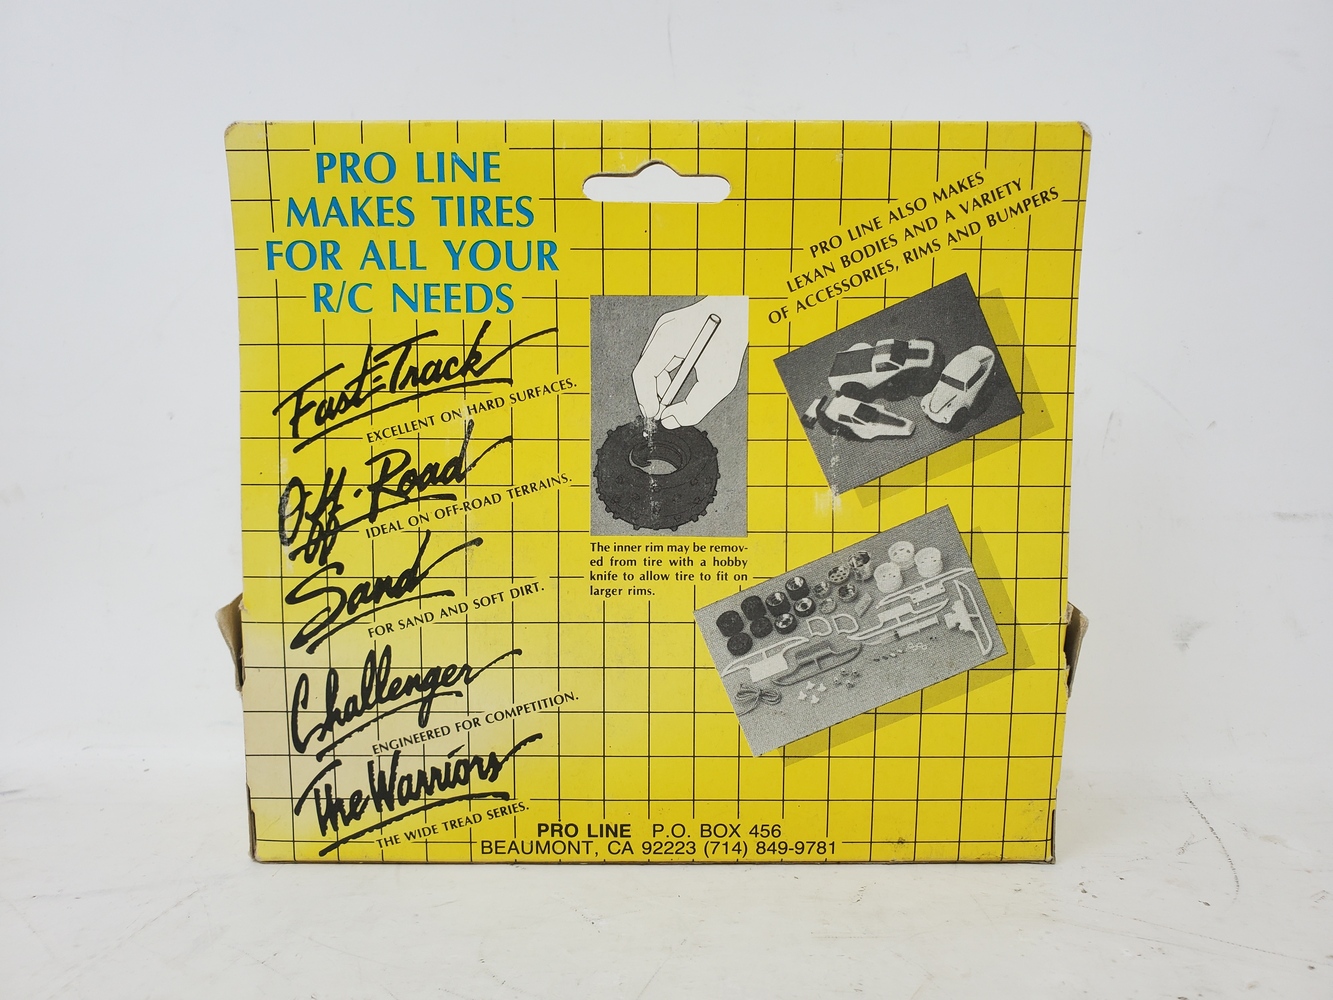 PRO LINE
MAKES TIRES
FOR ALL YOUR
R/C NEEDS
Fast-Track
EXCELLENT ON HARD SURFACES.
Off-Road
IDEAL ON OFF-ROAD TERRAINS.
Sand
FOR SAND AND SOFT DIRT.
Challenger
ENGINEERED FOR COMPETITION.
The Warriors
THE WIDE TREAD SERIES.
The inner rim may be remov-
ed from tire with a hobby
knife to allow tire to fit on
larger rims.
PRO LINE ALSO MAKES
LEXAN BODIES AND A VARIETY
OF ACCESSORIES, RIMS AND BUMPERS
PRO LINE P.O. BOX 456
BEAUMONT, CA 92223 (714) 849-9781